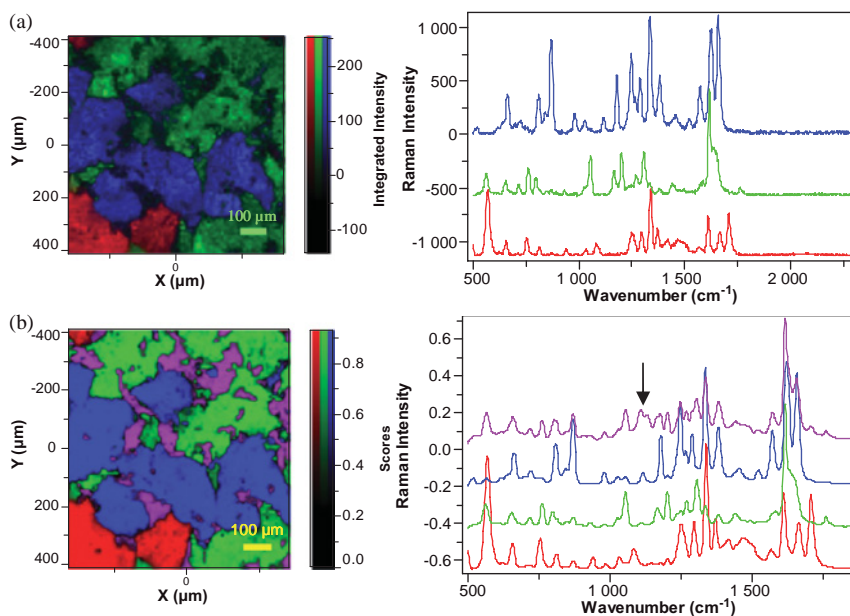 (a)
-400
-200
0
200
400
Y (µm)
100 µm
0
X (µm)
200
100
0
-100
Integrated Intensity
1 000
500
0
-500
-1 000
Raman Intensity
500
1 000
1 500
2 000
Wavenumber (cm-1)
(b)
-400
-200
0
200
400
Y (µm)
100 µm
0
X (µm)
0.8
0.6
0.4
0.2
0.0
Scores
0.6
0.4
0.2
-0.0
-0.2
-0.4
-0.6
Raman Intensity
500
1 000
1 500
Wavenumber (cm-1)